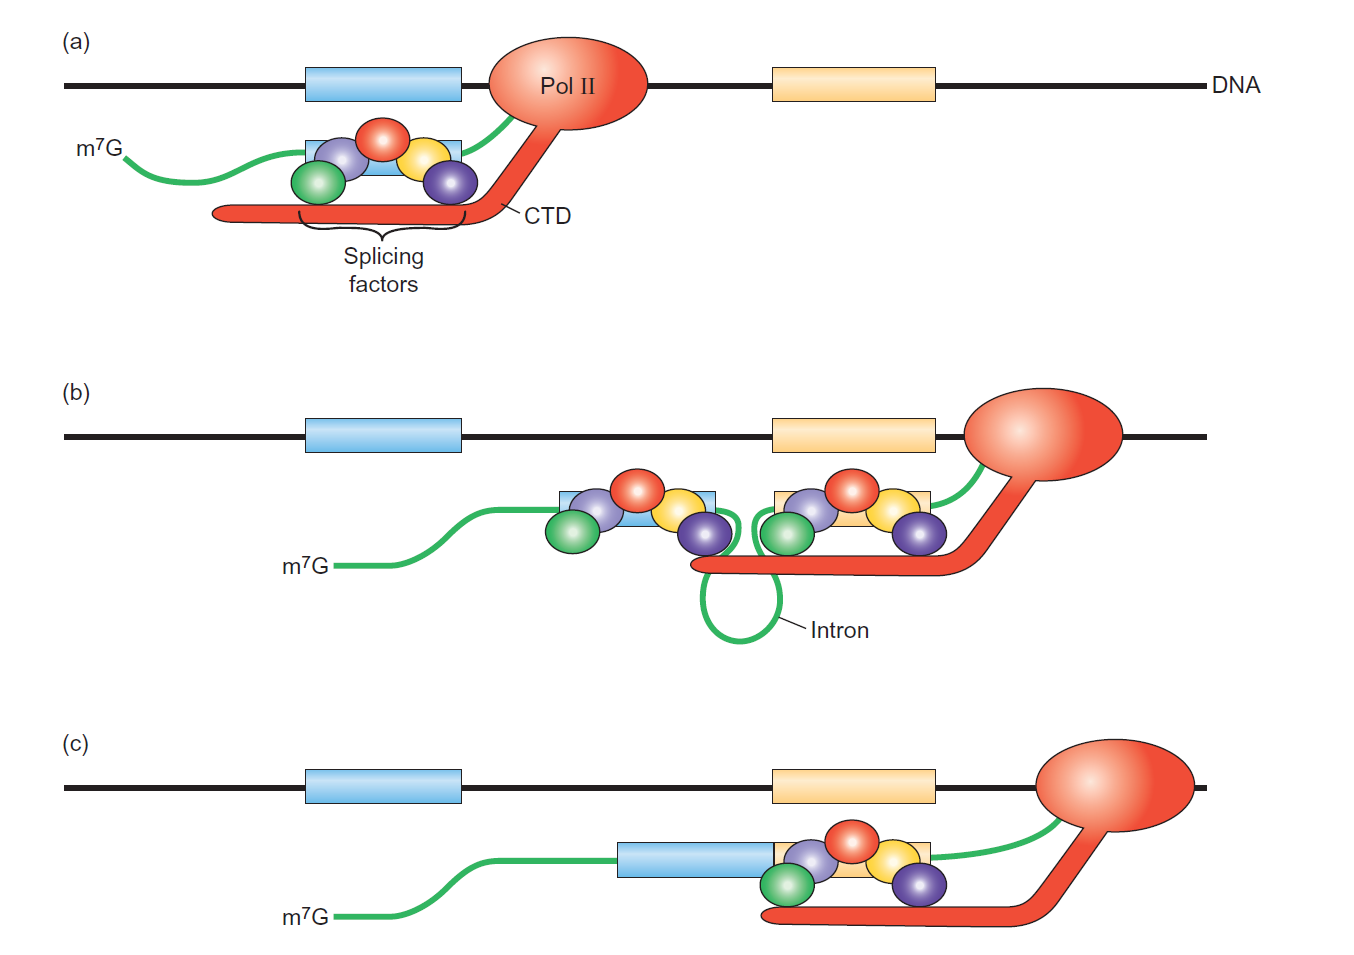 (a)
Pol II
DNA
m⁷G
CTD
Splicing
factors
(b)
m⁷G
Intron
(c)
m⁷G